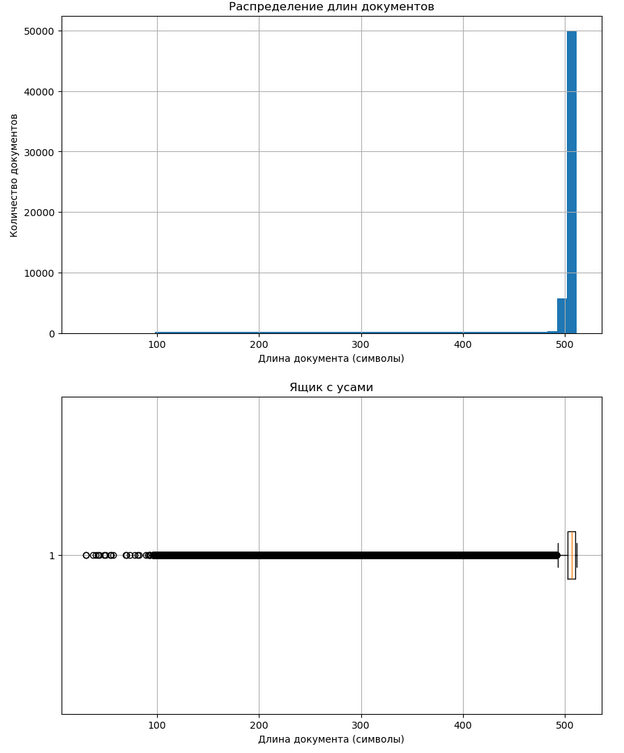 Распределение длин документов
50000
40000
30000
20000
10000
0
Количество документов
100 200 300 400 500
Длина документа (символы)
Ящик с усами
1
100 200 300 400 500
Длина документа (символы)